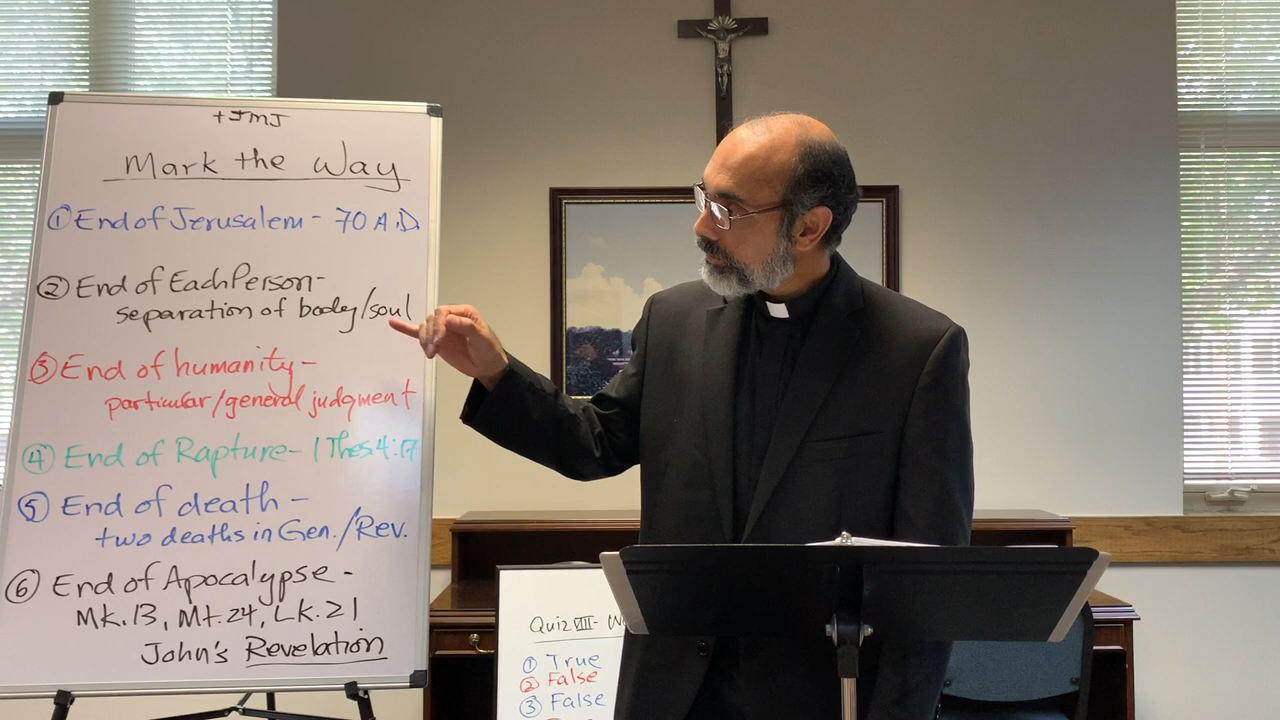 +JMJ
Mark the Way
① End of Jerusalem - 70 A.D.
② End of Each Person-
separation of body/soul
③ End of humanity -
particular/general judgment
④ End of Rapture - 1 Thes 4:17
⑤ End of death -
two deaths in Gen./Rev.
⑥ End of Apocalypse -
Mk. 13, Mt. 24, Lk. 21
John's Revelation
Quiz VIII -
① True
② False
③ False